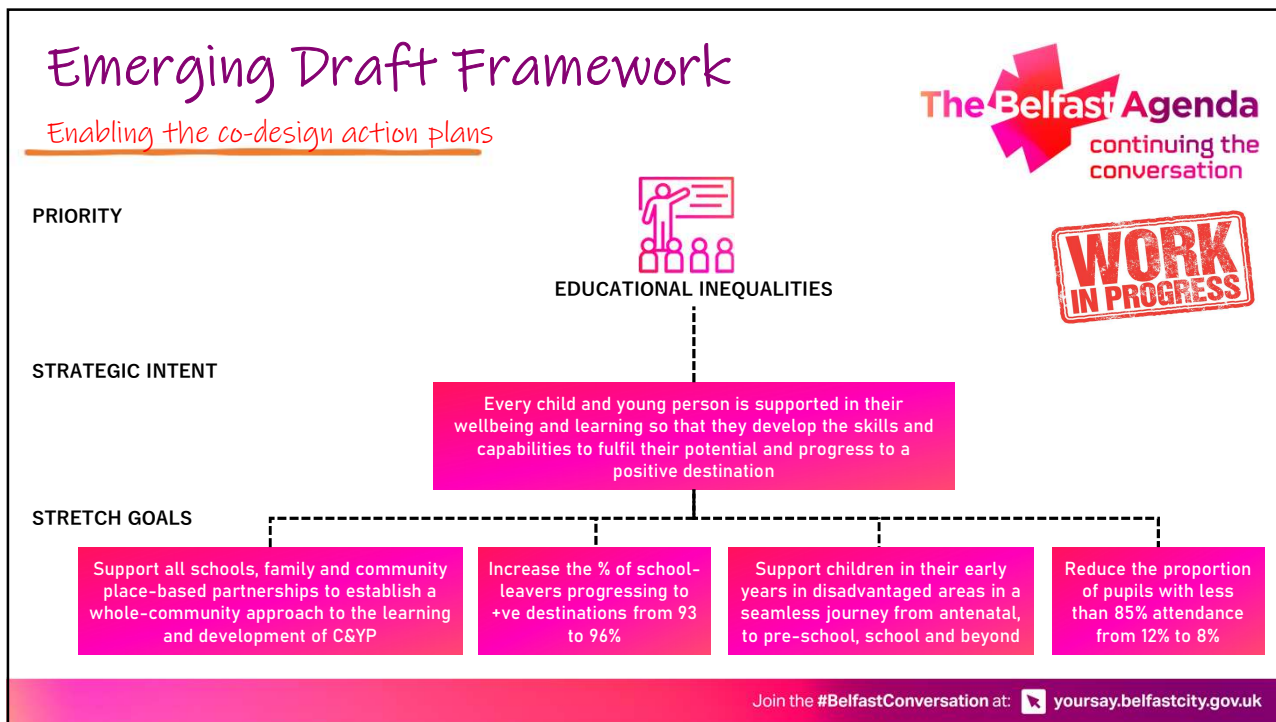 Emerging Draft Framework
Enabling the co-design action plans
The Belfast Agenda
continuing the
conversation
PRIORITY
WORK
IN PROGRESS
EDUCATIONAL INEQUALITIES
STRATEGIC INTENT
Every child and young person is supported in their
wellbeing and learning so that they develop the skills and
capabilities to fulfil their potential and progress to a
positive destination
STRETCH GOALS
Support all schools, family and community
place-based partnerships to establish a
whole-community approach to the learning
and development of C&YP
Increase the % of school-
leavers progressing to
+ve destinations from 93
to 96%
Support children in their early
years in disadvantaged areas in a
seamless journey from antenatal,
to pre-school, school and beyond
Reduce the proportion
of pupils with less
than 85% attendance
from 12% to 8%
Join the #BelfastConversation at: yoursay.belfastcity.gov.uk